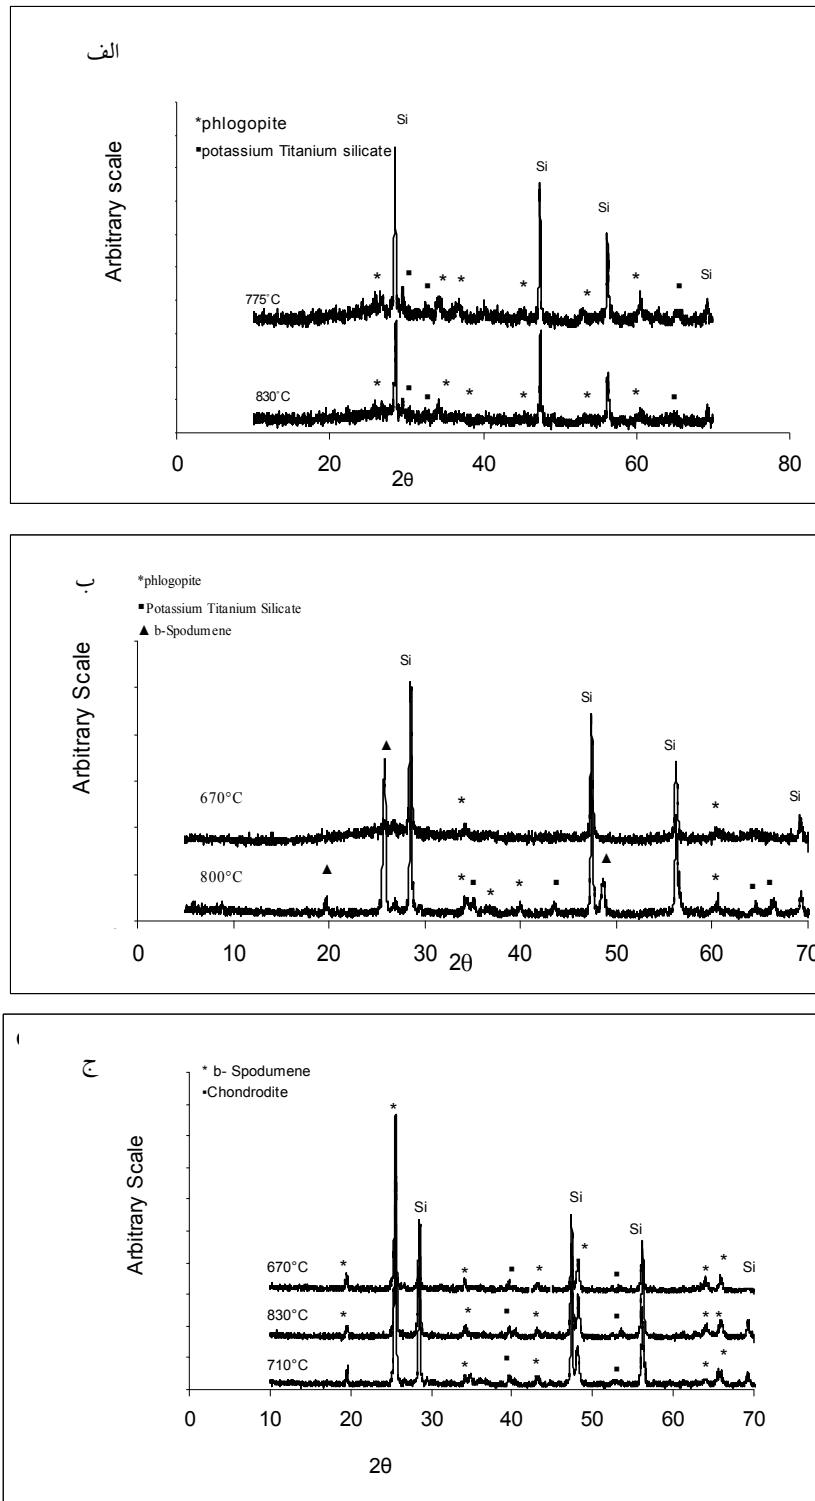 الف
*phlogopite
▪potassium Titanium silicate
Si
Si
Si
Si
Arbitrary scale
* ▪ ▪ * * * * * ▪
775°C
* ▪ ▪ * * * * * ▪
830°C
0 20 40 60 80
2θ
ب
*phlogopite
▪Potassium Titanium Silicate
▲ b-Spodumene
Si
Si
Si
Si
Arbitrary Scale
▲ * *
670°C
▲ * ▪ * * ▪ ▲ * ▪ ▪
800°C
0 10 20 30 40 50 60 70
2θ
ج
* b- Spodumene
▪Chondrodite
*
Si
Si
Si
Si
Arbitrary Scale
* * ▪ * * ▪ * *
670°C
* * ▪ * ▪ * *
830°C
* ▪ * ▪ * *
710°C
10 20 30 40 50 60 70
2θ